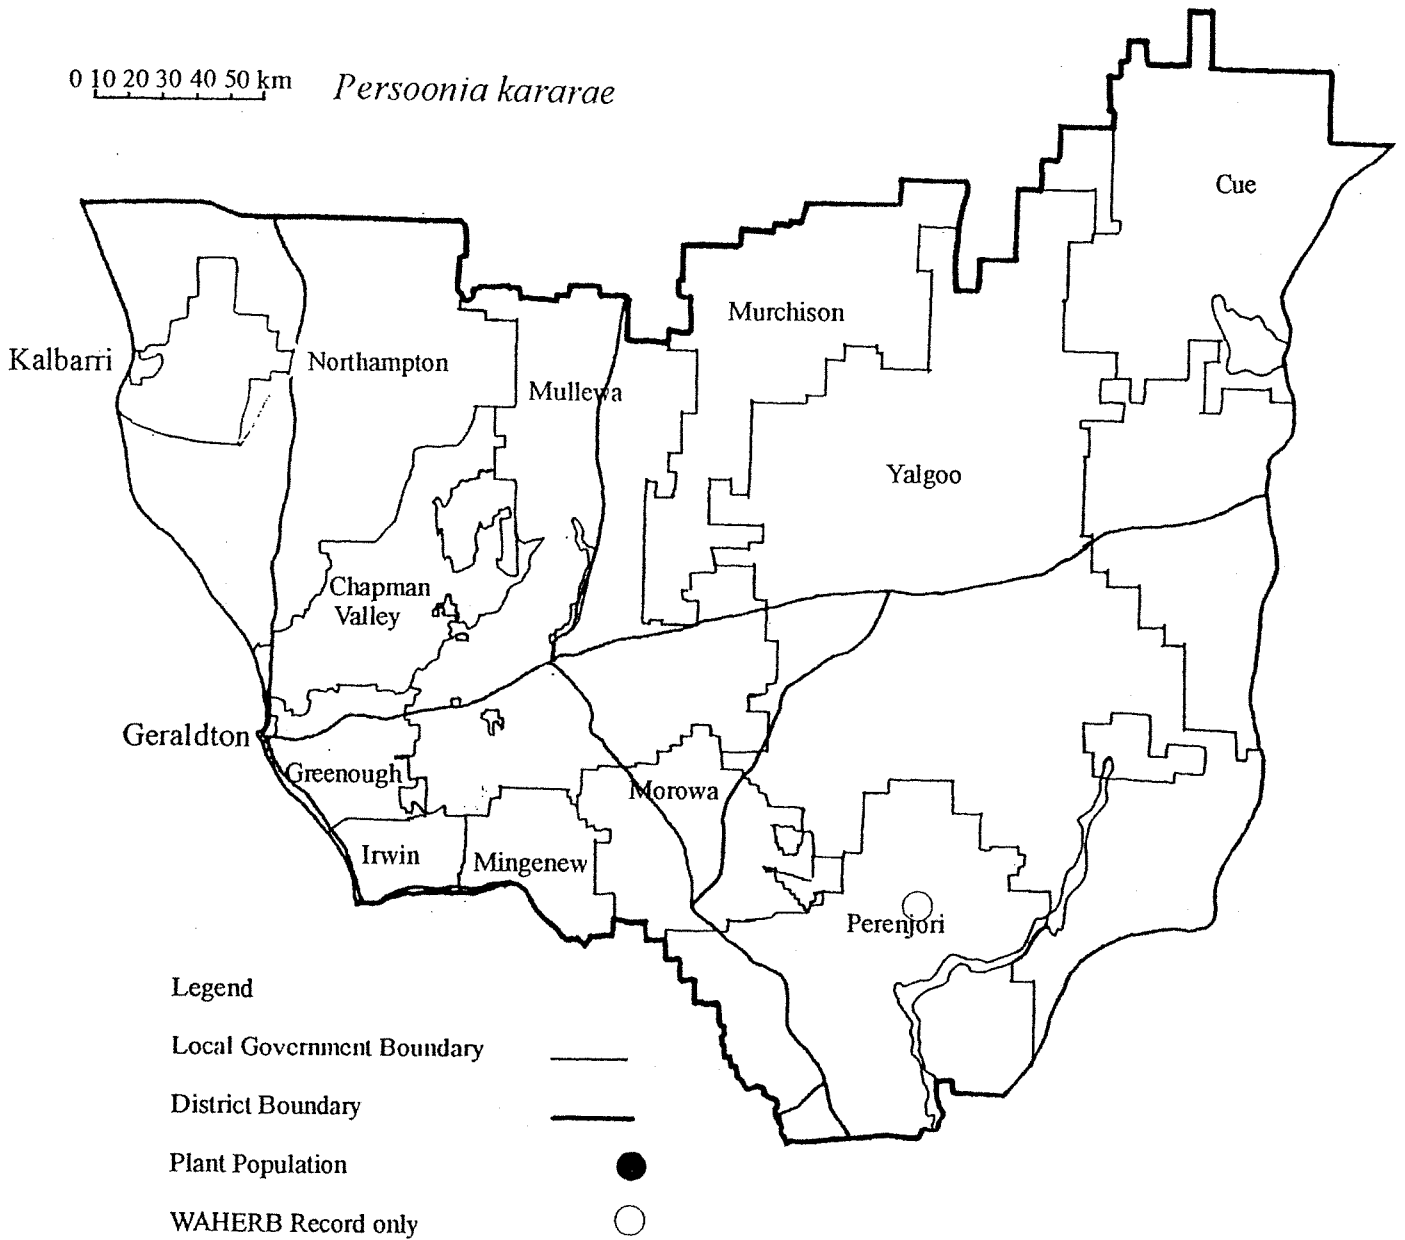 0 10 20 30 40 50 km
Persoonia kararae
Cue
Murchison
Kalbarri
Northampton
Mullewa
Yalgoo
Chapman
Valley
Geraldton
Greenough
Morowa
Irwin
Mingenew
Perenjori
Legend
Local Government Boundary
District Boundary
Plant Population
WAHERB Record only